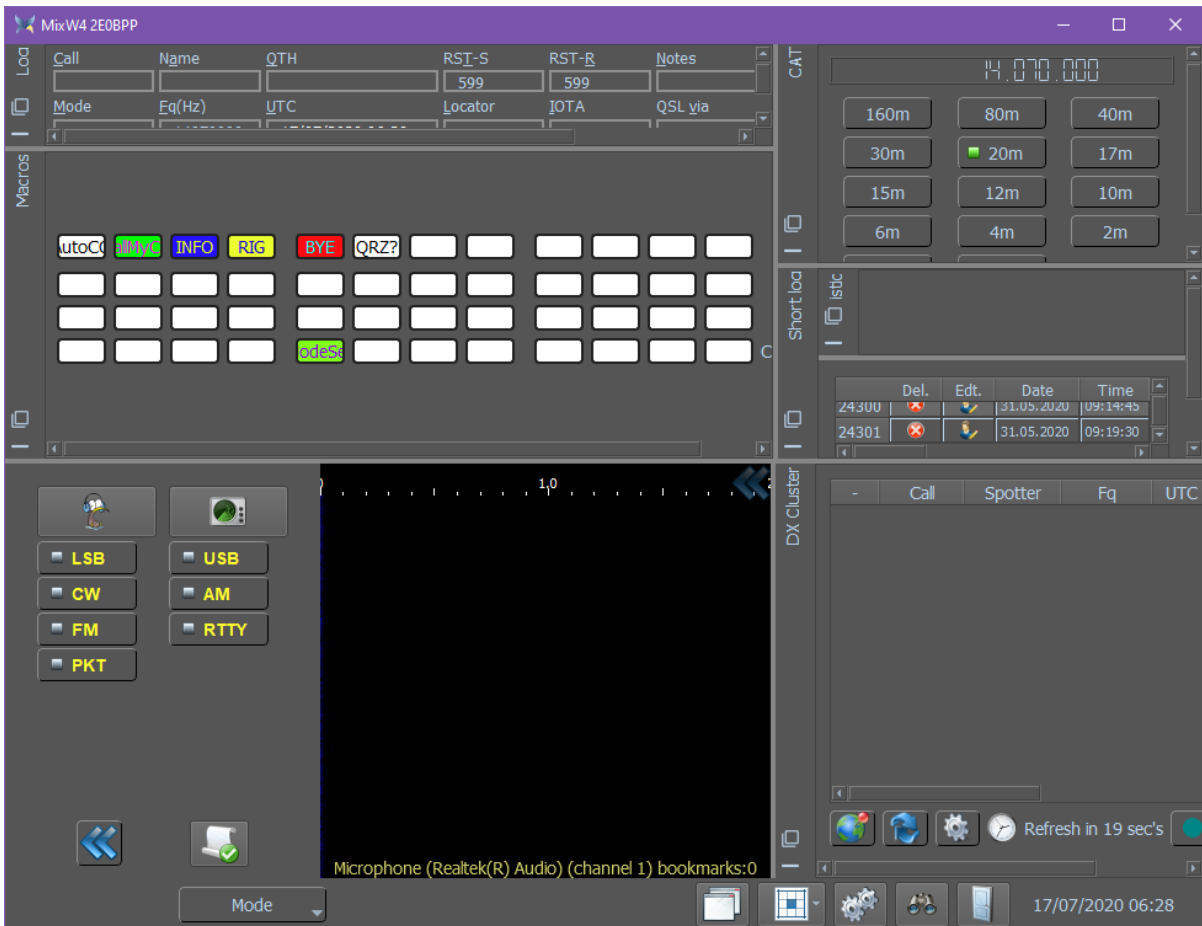 MixW4 2E0BPP
Log
Call Name QTH RST-S RST-R Notes
599 599
Mode Fq(Hz) UTC Locator IOTA QSL via
Macros
AutoCQ INFO RIG BYE QRZ?
C
CAT
14.070.000
160m 80m 40m
30m 20m 17m
15m 12m 10m
6m 4m 2m
Short log
istic
Del. Edt. Date Time
24300 31.05.2020 09:14:45
24301 31.05.2020 09:19:30
LSB USB
CW AM
FM RTTY
PKT
1,0
Microphone (Realtek(R) Audio) (channel 1) bookmarks:0
DX Cluster
- Call Spotter Fq UTC
Refresh in 19 sec's
Mode
17/07/2020 06:28